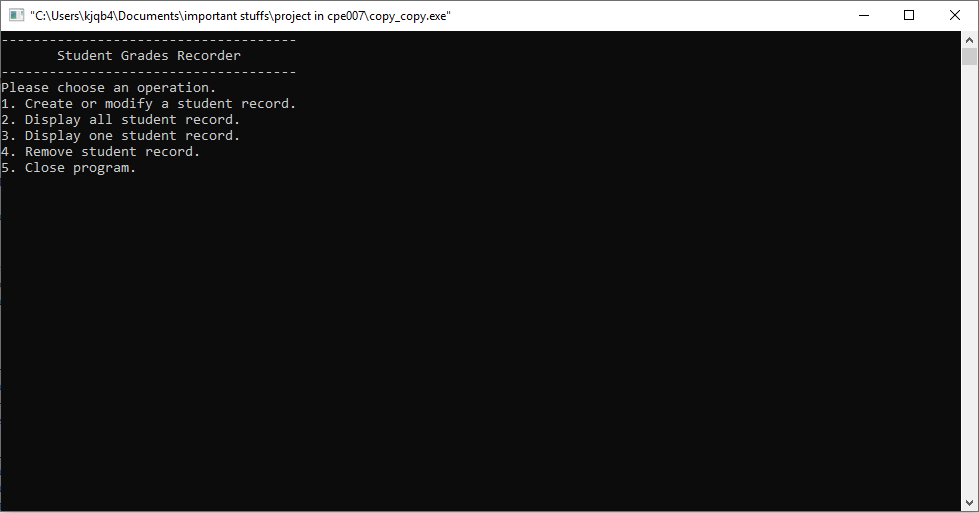 "C:\Users\kjqb4\Documents\important stuffs\project in cpe007\copy_copy.exe"
-------------------------------------
Student Grades Recorder
-------------------------------------
Please choose an operation.
1. Create or modify a student record.
2. Display all student record.
3. Display one student record.
4. Remove student record.
5. Close program.